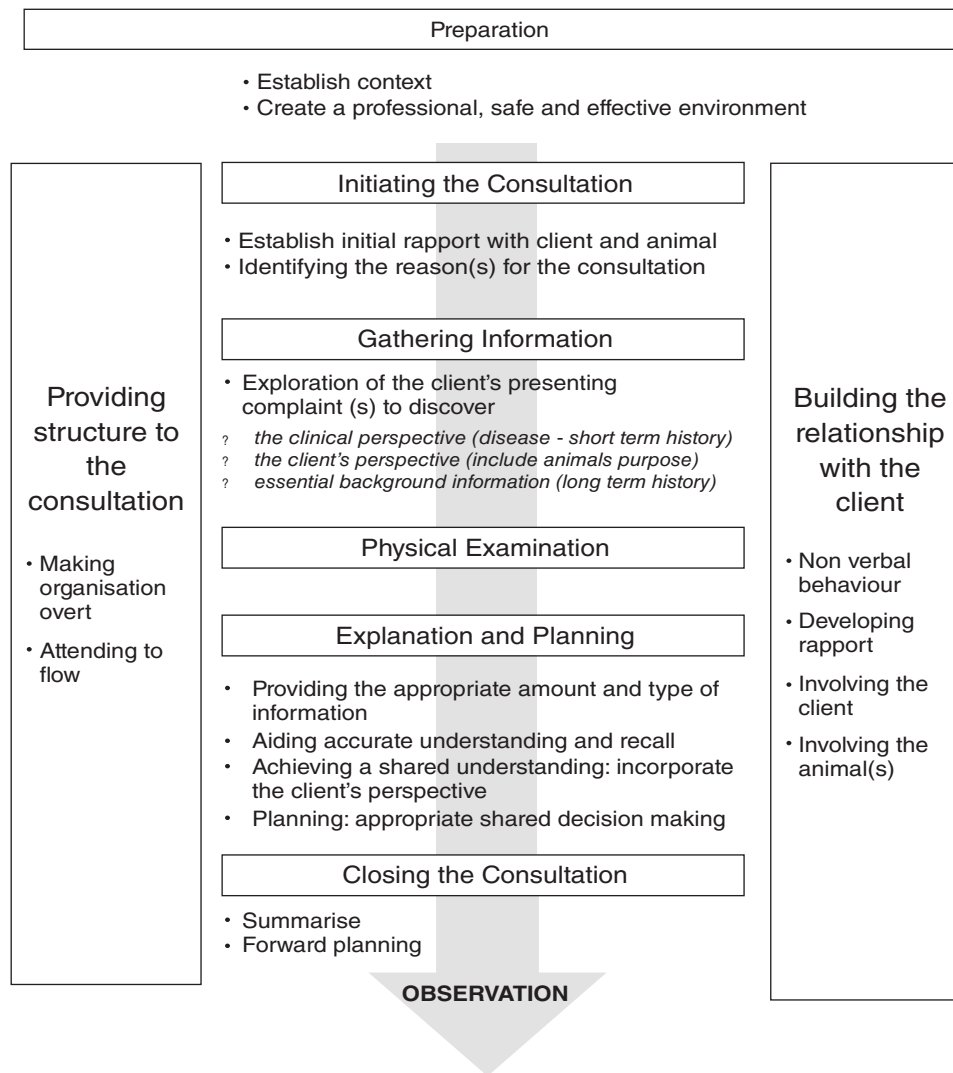 Preparation
• Establish context
• Create a professional, safe and effective environment
Providing
structure to
the
consultation
• Making
organisation
overt
• Attending to
flow
Initiating the Consultation
• Establish initial rapport with client and animal
• Identifying the reason(s) for the consultation
Gathering Information
• Exploration of the client's presenting
complaint (s) to discover
? the clinical perspective (disease - short term history)
? the client's perspective (include animals purpose)
? essential background information (long term history)
Physical Examination
Explanation and Planning
• Providing the appropriate amount and type of
information
• Aiding accurate understanding and recall
• Achieving a shared understanding: incorporate
the client's perspective
• Planning: appropriate shared decision making
Closing the Consultation
• Summarise
• Forward planning
OBSERVATION
Building the
relationship
with the
client
• Non verbal
behaviour
• Developing
rapport
• Involving the
client
• Involving the
animal(s)